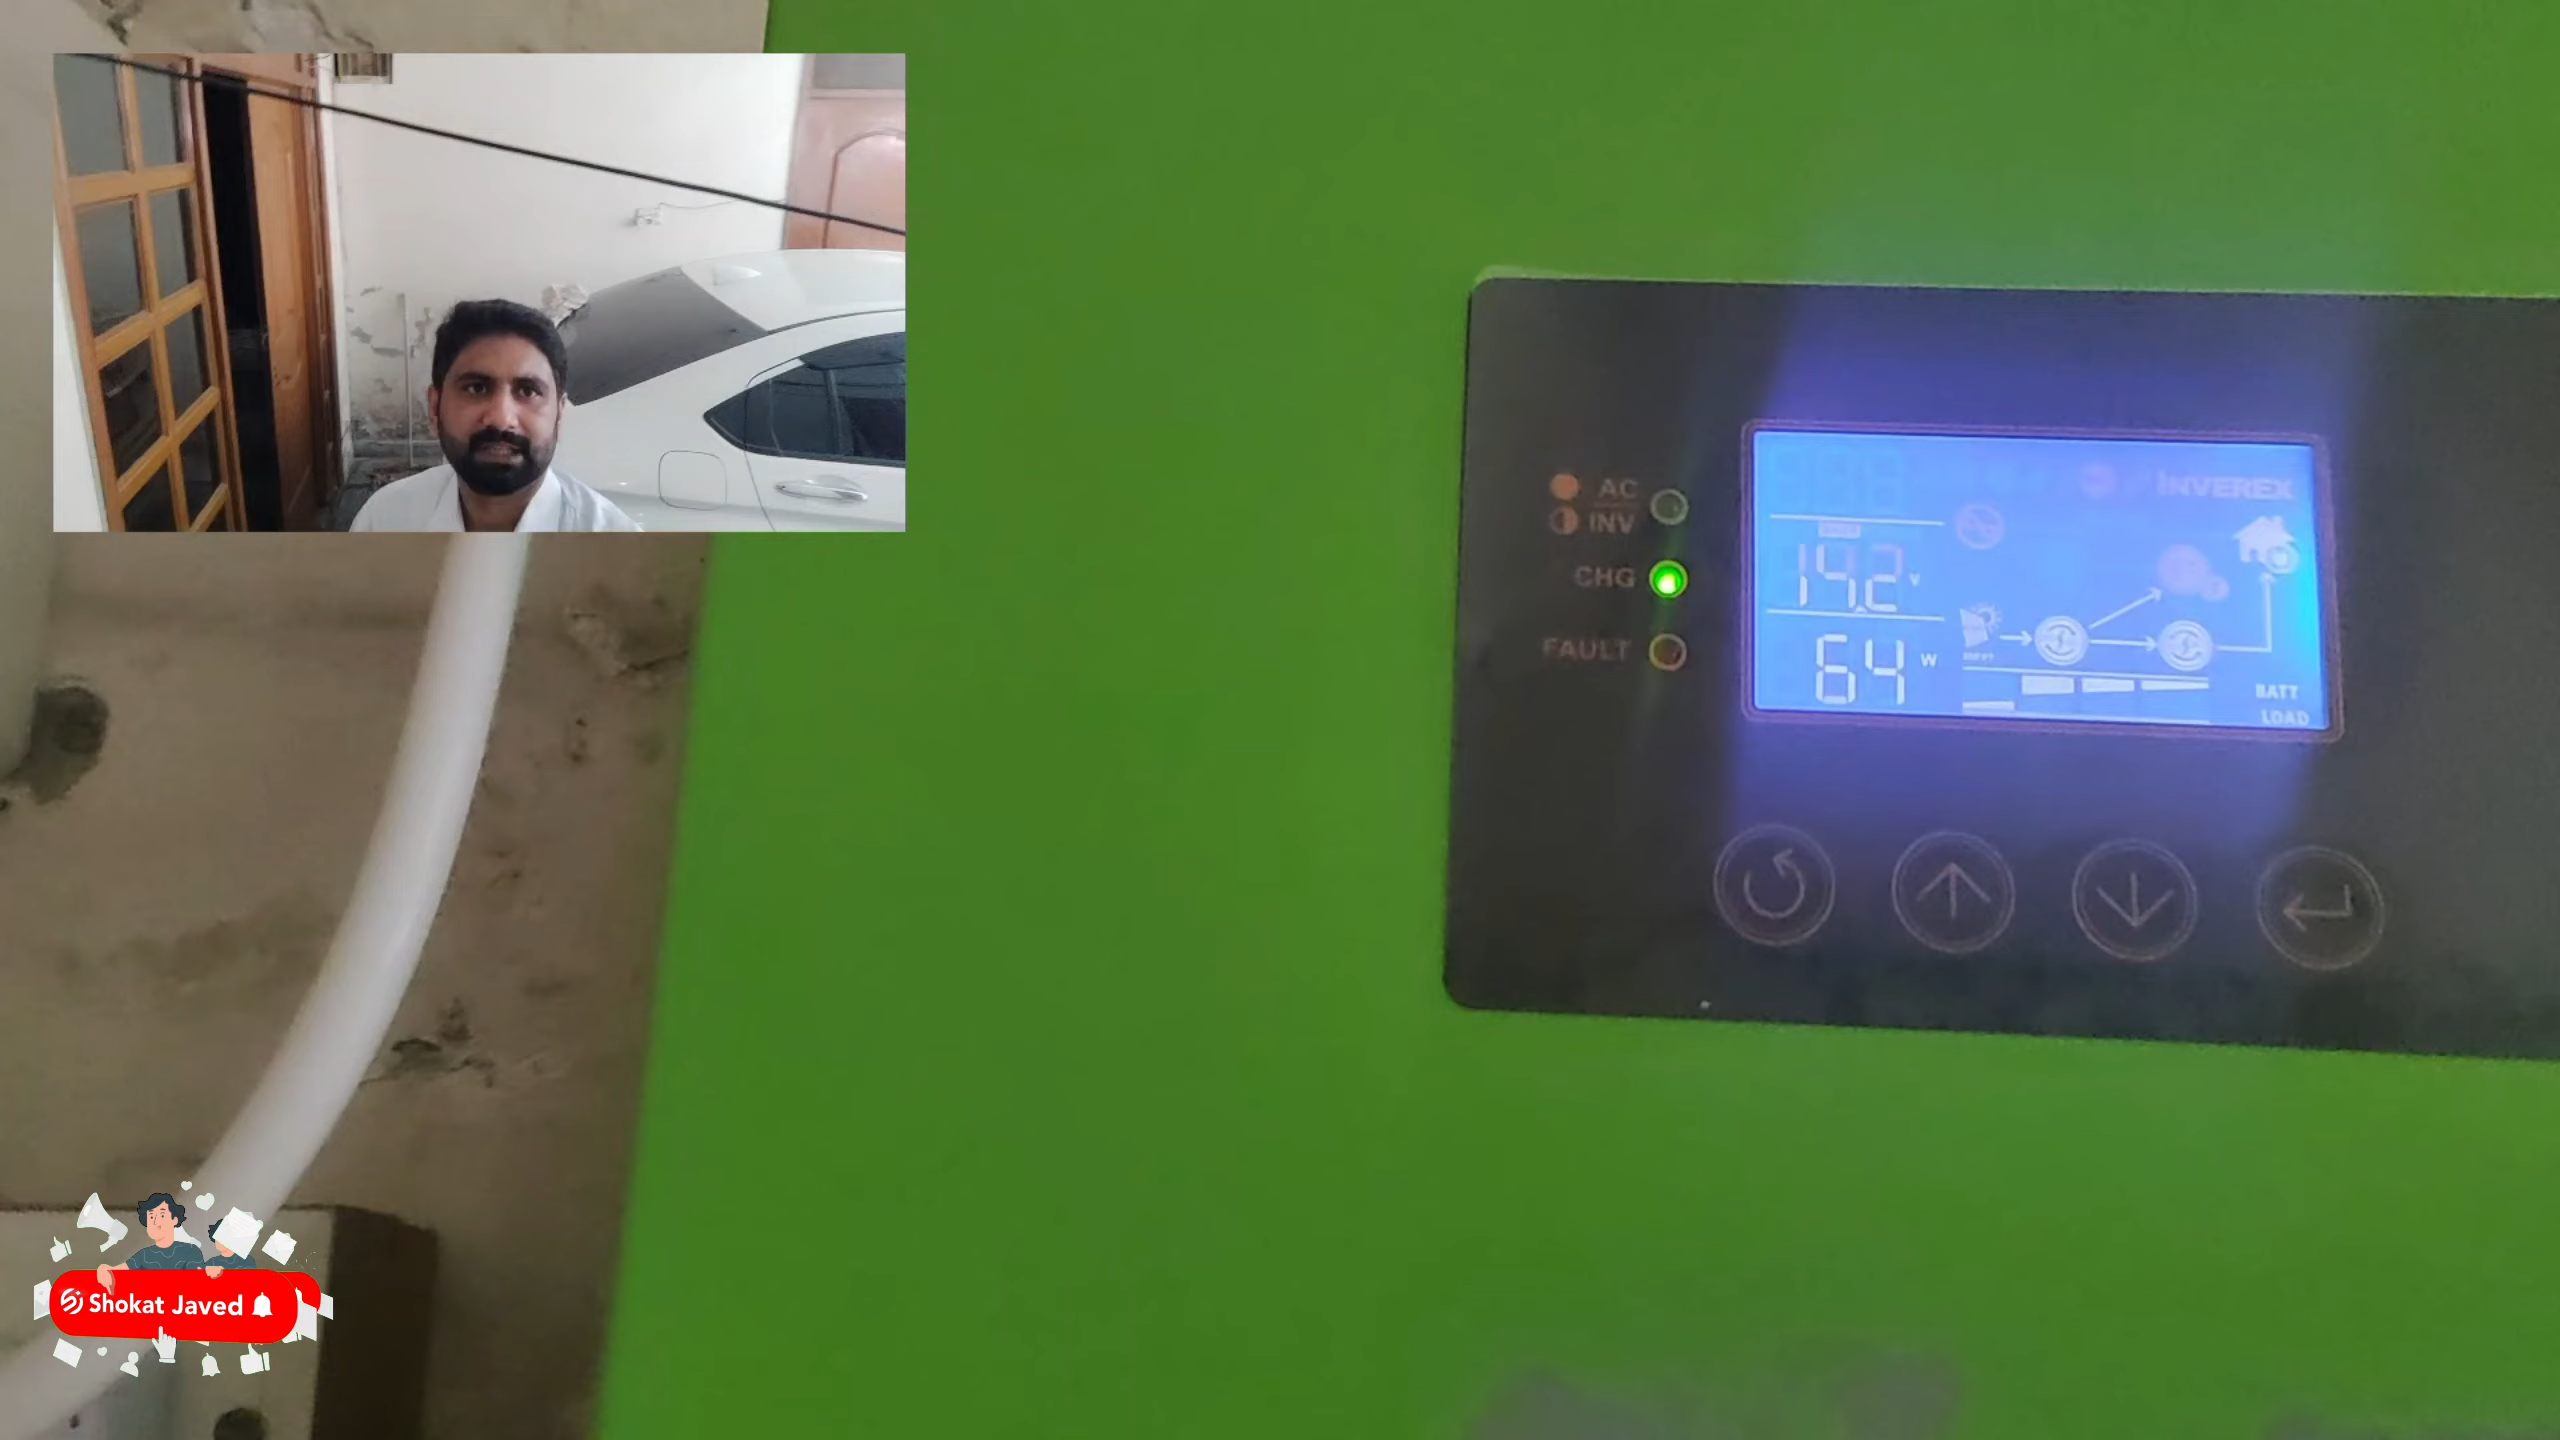 AC
INV
CHG
FAULT
INVEREX
14.2 V
64 W
BATT
LOAD
Shokat Javed